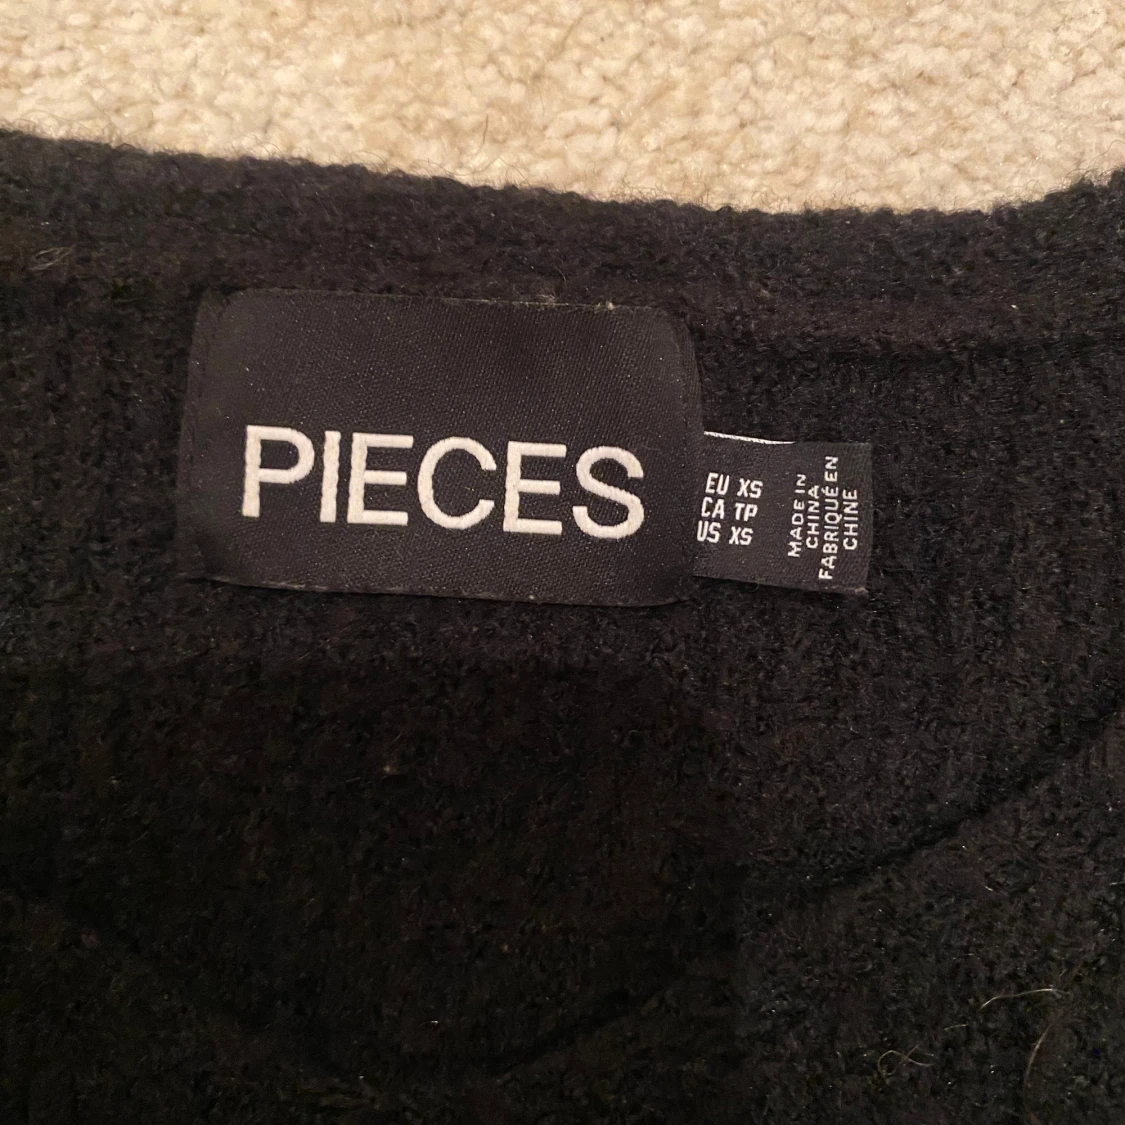 PIECES
EU XS
CA TP
US XS
MADE IN
CHINA
FABRIQUÉ EN
CHINE